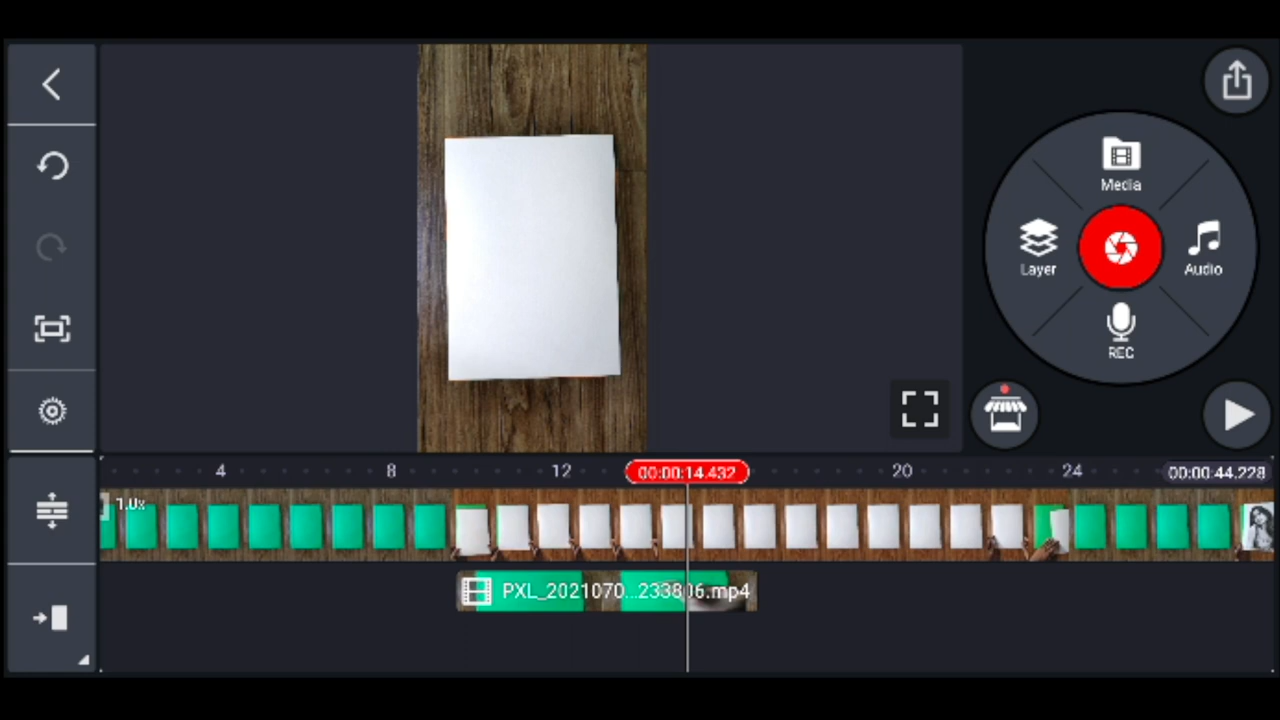 Media
Layer
Audio
REC
4
8
12
00:00:14.432
20
24
00:00:44.228
1.0x
PXL_2021070...233806.mp4